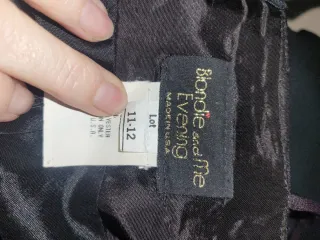 Blondie and Me
Evening
MADE IN U.S.A.
Lot
11-12
U.S.A.